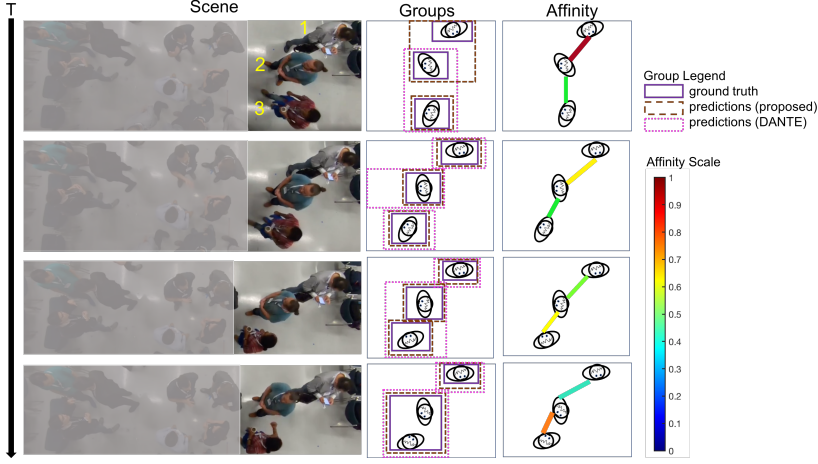 T
Scene
Groups
Affinity
1
2
3
Group Legend
ground truth
predictions (proposed)
predictions (DANTE)
Affinity Scale
1
0.9
0.8
0.7
0.6
0.5
0.4
0.3
0.2
0.1
0